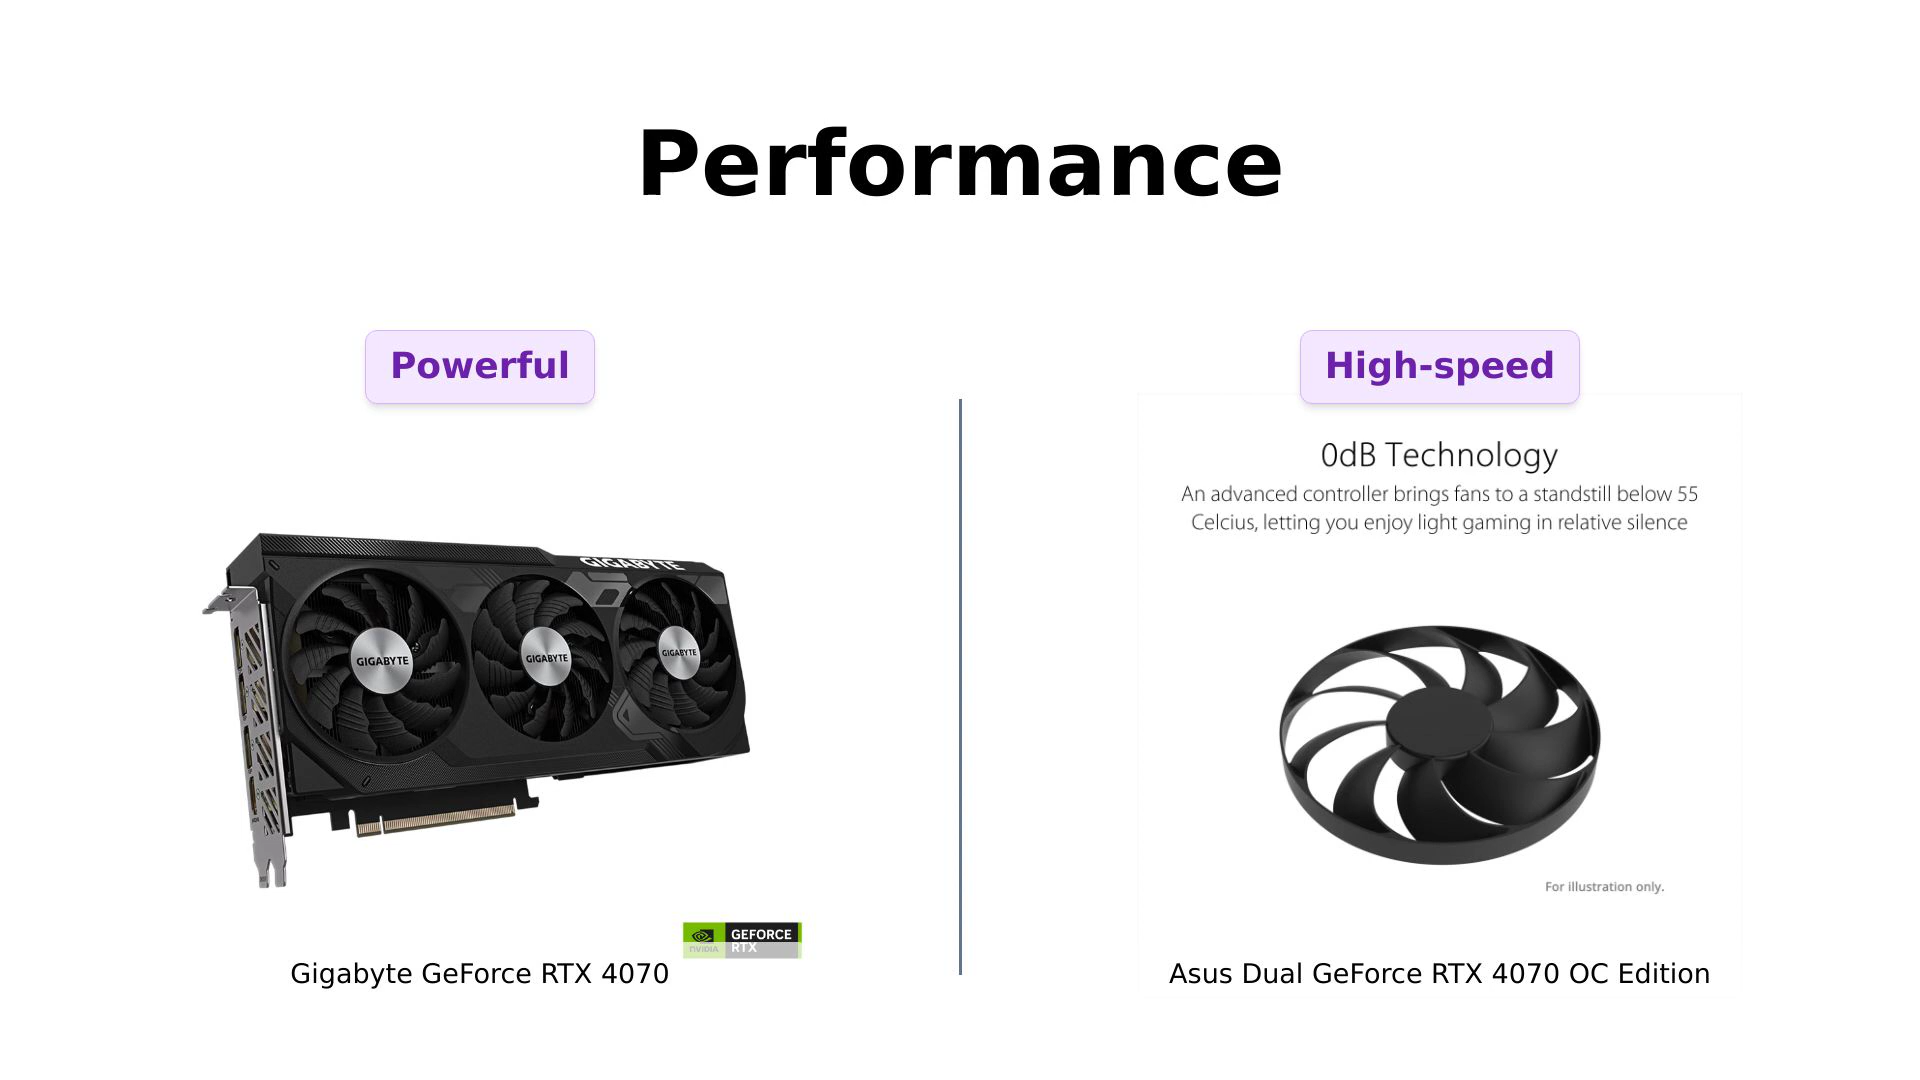 Performance
Powerful
High-speed
0dB Technology
An advanced controller brings fans to a standstill below 55
Celcius, letting you enjoy light gaming in relative silence
GIGABYTE
GIGABYTE
GIGABYTE
GIGABYTE
For illustration only.
NVIDIA
GEFORCE
RTX
Gigabyte GeForce RTX 4070
Asus Dual GeForce RTX 4070 OC Edition